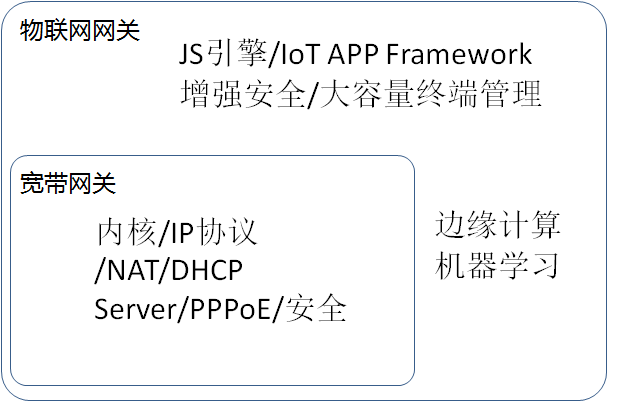 物联网网关
JS引擎/IoT APP Framework
增强安全/大容量终端管理
宽带网关
内核/IP协议
/NAT/DHCP
Server/PPPoE/安全
边缘计算
机器学习